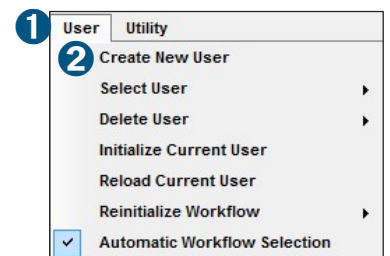 1 User Utility
2 Create New User
Select User
Delete User
Initialize Current User
Reload Current User
Reinitialize Workflow
Automatic Workflow Selection